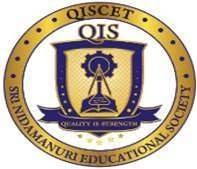 QISCET
QIS
QUALITY IS STRENGTH
SRI NIDAMANURI EDUCATIONAL SOCIETY